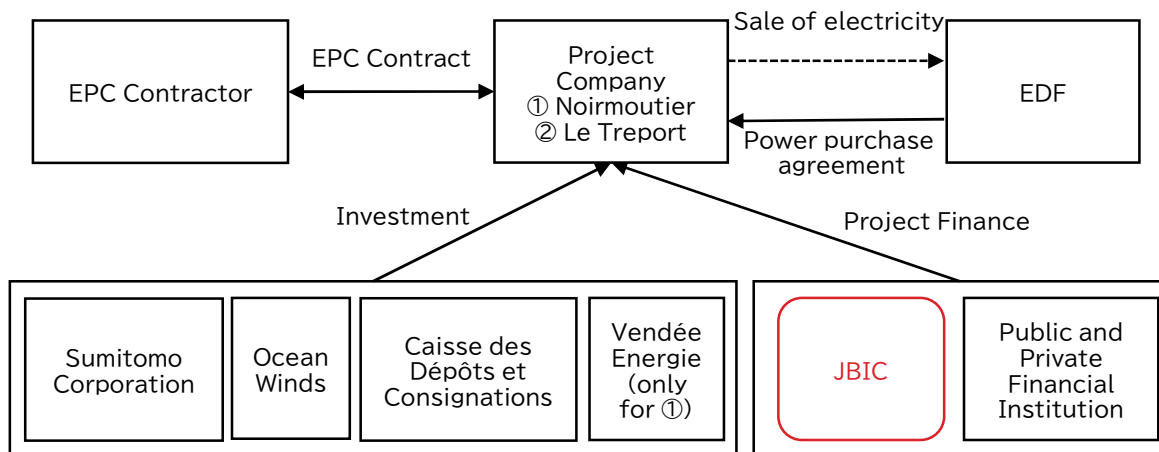 EPC Contractor
EPC Contract
Project
Company
① Noirmoutier
② Le Treport
Sale of electricity
EDF
Power purchase
agreement
Investment
Project Finance
Sumitomo
Corporation
Ocean
Winds
Caisse des
Dépôts et
Consignations
Vendée
Energie
(only
for ①)
JBIC
Public and
Private
Financial
Institution